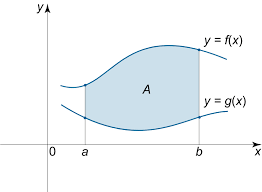 y
y = f(x)
A
y = g(x)
0 a b x